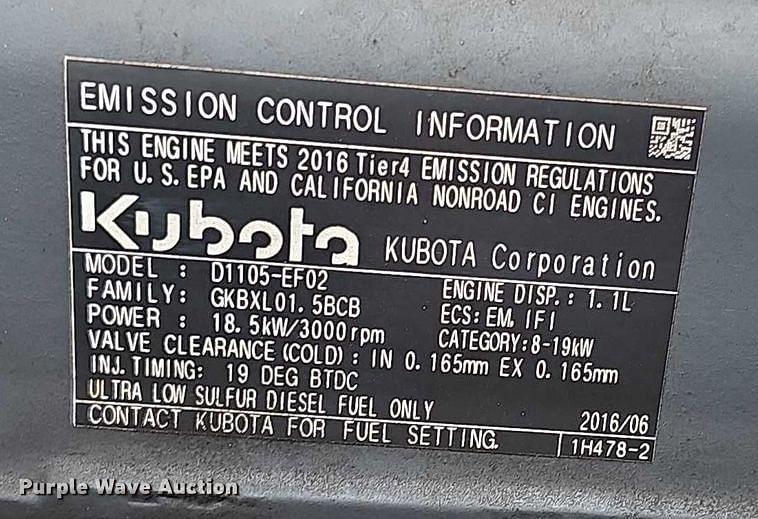 EMISSION CONTROL INFORMATION
THIS ENGINE MEETS 2016 Tier4 EMISSION REGULATIONS
FOR U.S.EPA AND CALIFORNIA NONROAD CI ENGINES.
Kubota KUBOTA Corporation
MODEL : D1105-EF02 ENGINE DISP.: 1.1L
FAMILY: GKBXL01.5BCB ECS: EM, IFI
POWER : 18.5kW/3000rpm CATEGORY:8-19kW
VALVE CLEARANCE(COLD): IN 0.165mm EX 0.165mm
INJ.TIMING: 19 DEG BTDC
ULTRA LOW SULFUR DIESEL FUEL ONLY 2016/06
CONTACT KUBOTA FOR FUEL SETTING. 1H478-2
Purple Wave Auction